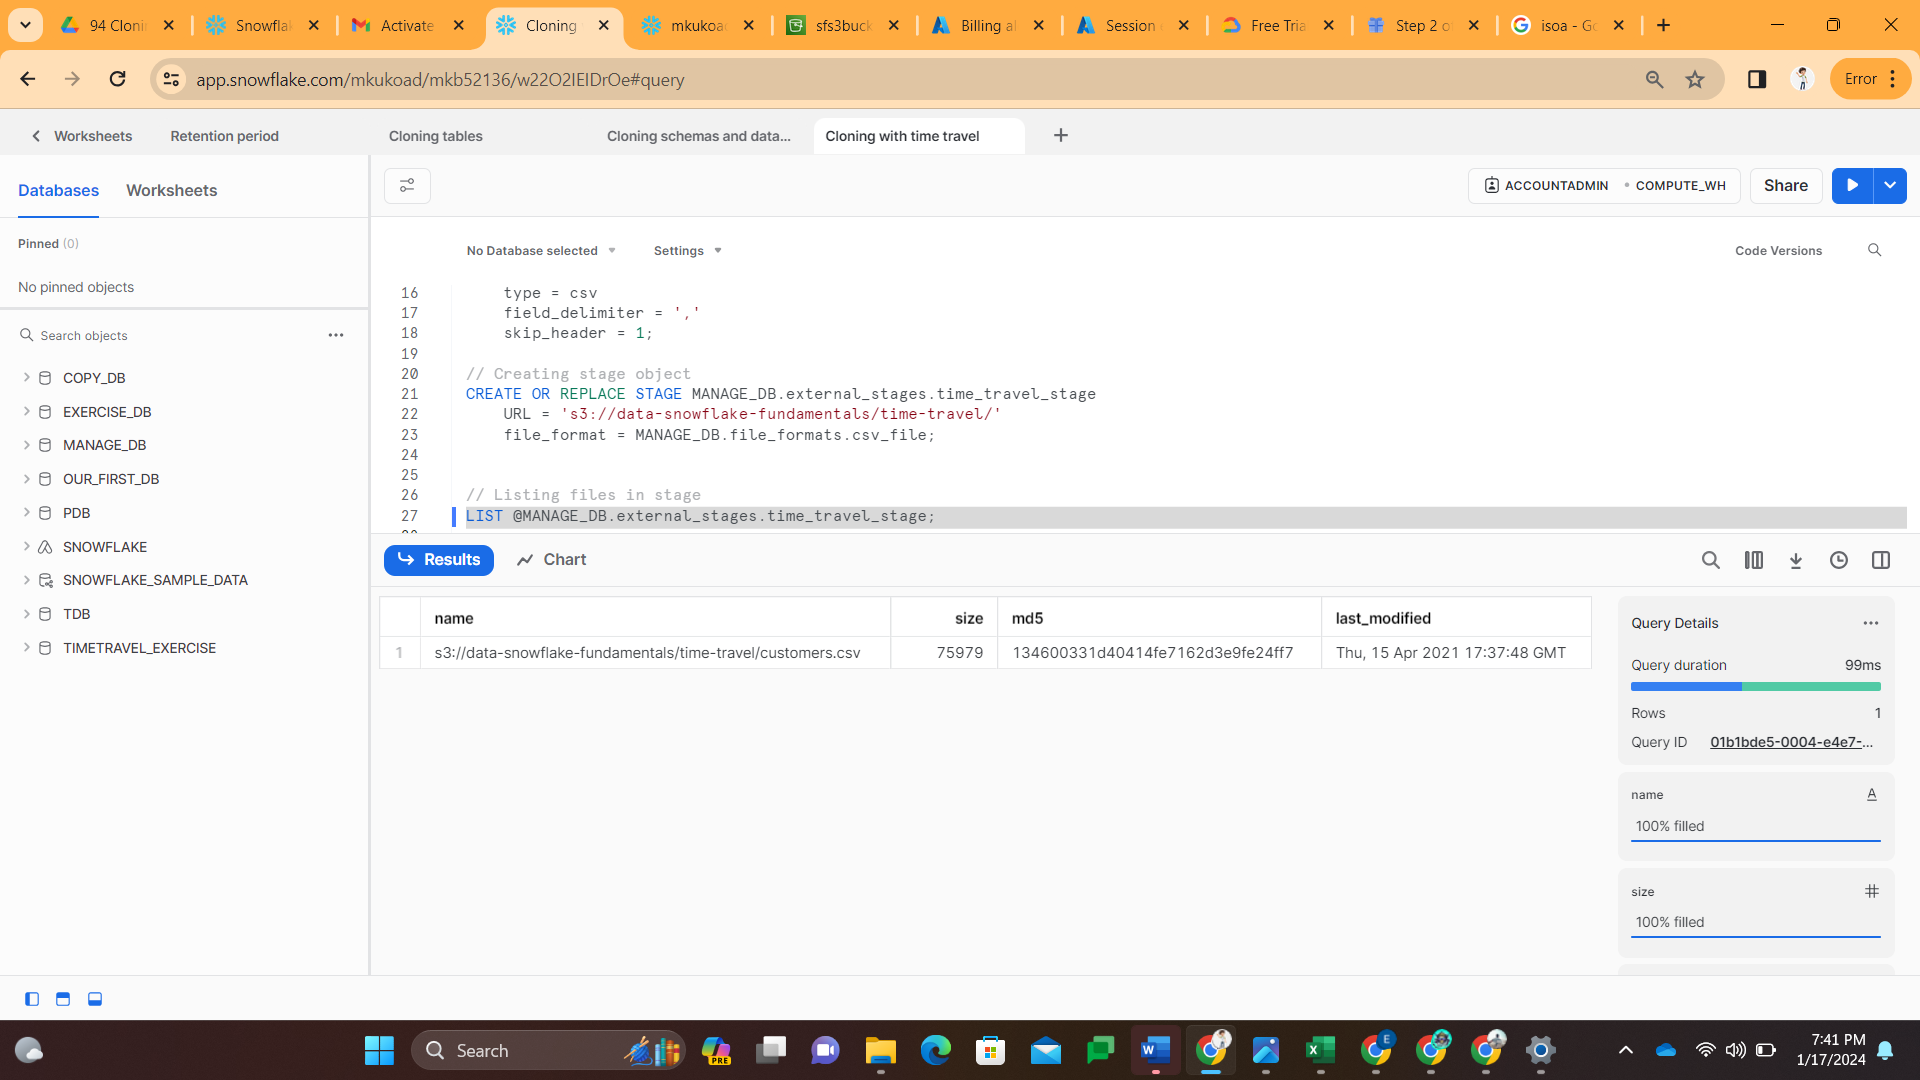 94 Clonin
Snowflak
Activate
Cloning
mkukoad
sfs3buck
Billing al
Session
Free Tria
Step 2 o
isoa - Go
app.snowflake.com/mkukoad/mkb52136/w22O2IEIDrOe#query
Error
Worksheets
Retention period
Cloning tables
Cloning schemas and data...
Cloning with time travel
Databases
Worksheets
ACCOUNTADMIN
COMPUTE_WH
Share
Pinned (0)
No Database selected
Settings
Code Versions
No pinned objects
Search objects
COPY_DB
EXERCISE_DB
MANAGE_DB
OUR_FIRST_DB
PDB
SNOWFLAKE
SNOWFLAKE_SAMPLE_DATA
TDB
TIMETRAVEL_EXERCISE
16 type = csv
17 field_delimiter = ','
18 skip_header = 1;
19
20 // Creating stage object
21 CREATE OR REPLACE STAGE MANAGE_DB.external_stages.time_travel_stage
22 URL = 's3://data-snowflake-fundamentals/time-travel/'
23 file_format = MANAGE_DB.file_formats.csv_file;
24
25
26 // Listing files in stage
27 LIST @MANAGE_DB.external_stages.time_travel_stage;
Results
Chart
name size md5 last_modified
1 s3://data-snowflake-fundamentals/time-travel/customers.csv 75979 134600331d40414fe7162d3e9fe24ff7 Thu, 15 Apr 2021 17:37:48 GMT
Query Details
Query duration 99ms
Rows 1
Query ID 01b1bde5-0004-e4e7-...
name A
100% filled
size #
100% filled
Search
PRE
W
X
E
7:41 PM
1/17/2024